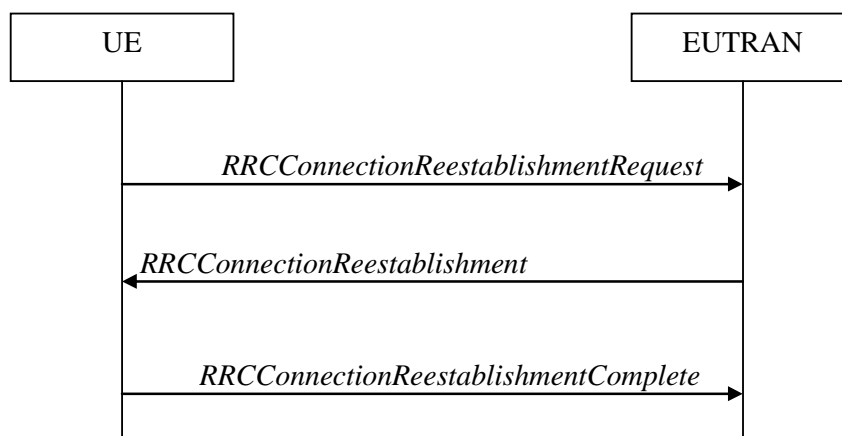 UE
EUTRAN
RRCConnectionReestablishmentRequest
RRCConnectionReestablishment
RRCConnectionReestablishmentComplete